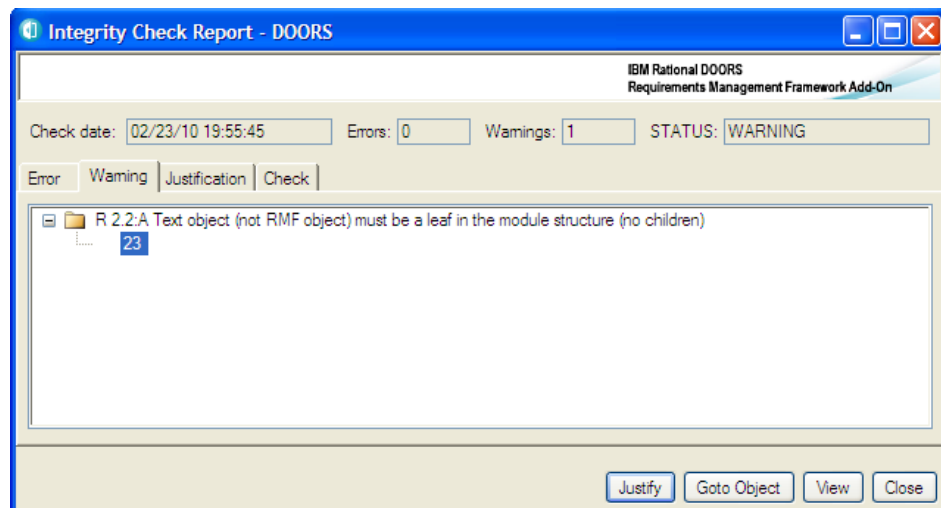 Integrity Check Report - DOORS
IBM Rational DOORS
Requirements Management Framework Add-On
Check date: 02/23/10 19:55:45 Errors: 0 Warnings: 1 STATUS: WARNING
Error Warning Justification Check
R 2.2:A Text object (not RMF object) must be a leaf in the module structure (no children)
23
Justify Goto Object View Close